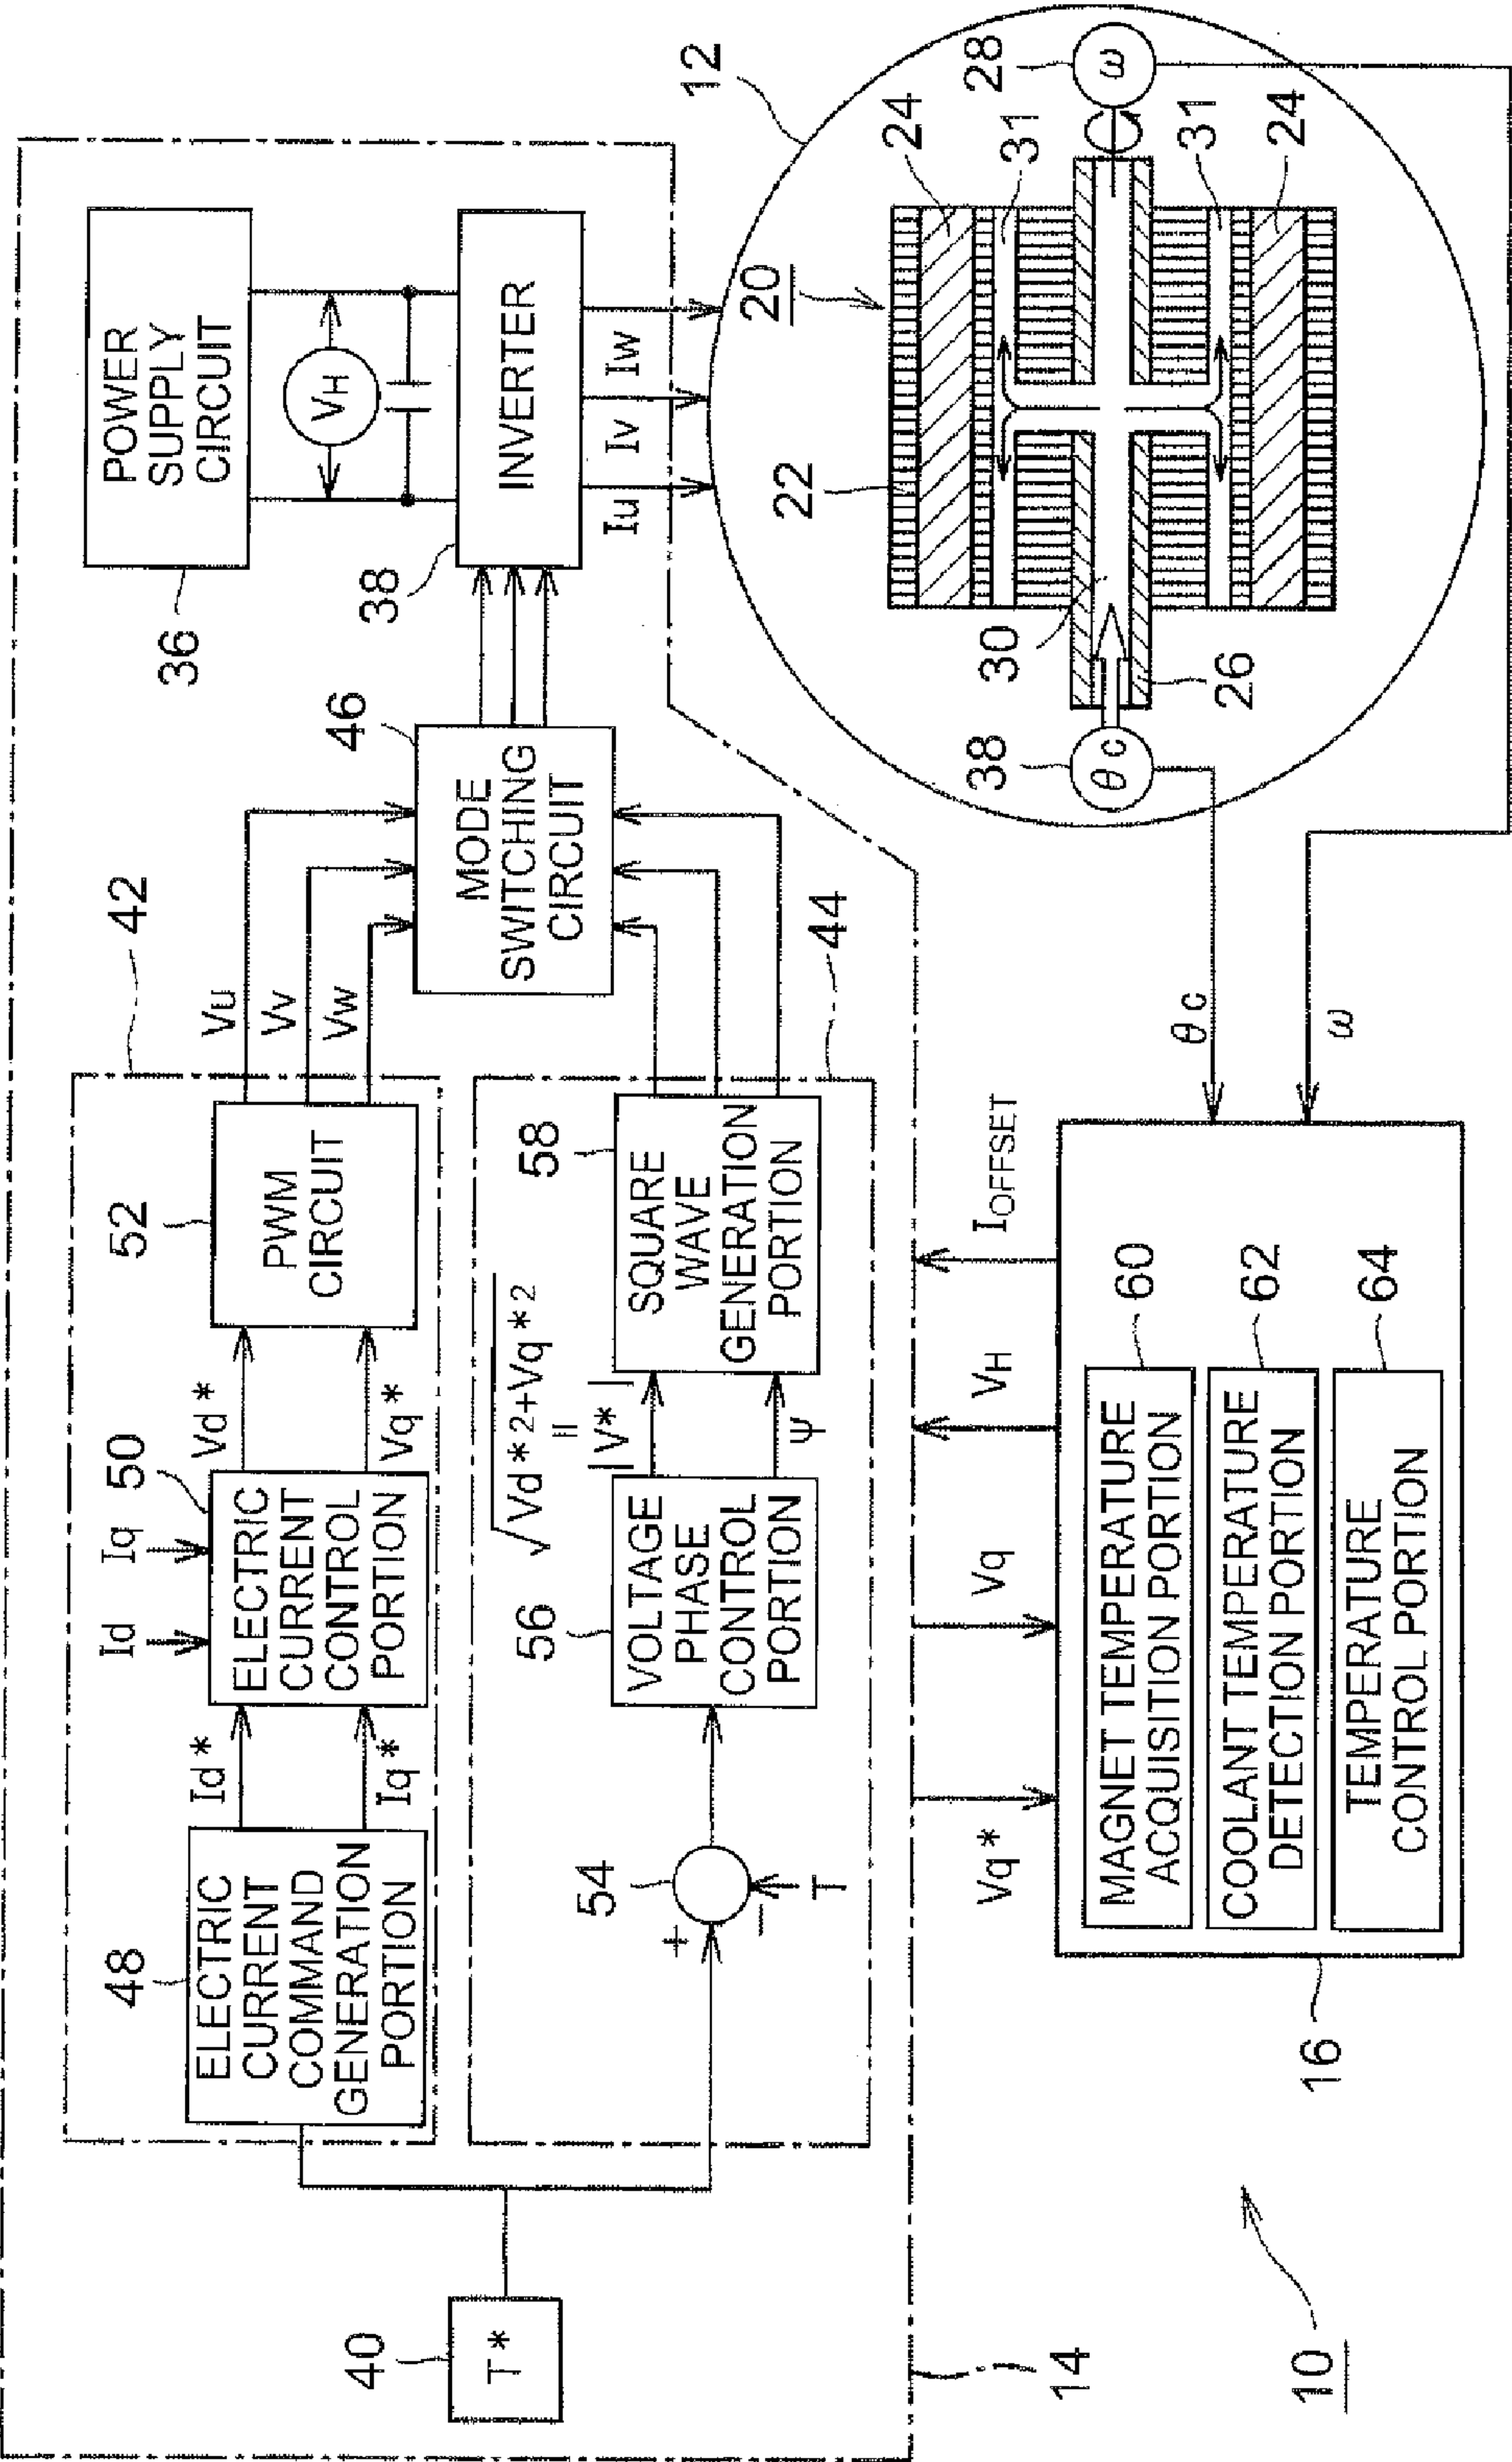 10
14
40
T*
42
48
ELECTRIC
CURRENT
COMMAND
GENERATION
PORTION
Id*
Iq*
Id
Iq
50
ELECTRIC
CURRENT
CONTROL
PORTION
Vd*
Vq*
52
PWM
CIRCUIT
Vu
Vv
Vw
44
54
+
−
T
56
VOLTAGE
PHASE
CONTROL
PORTION
√Vd*2+Vq*2
=
|V*|
ψ
58
SQUARE
WAVE
GENERATION
PORTION
46
MODE
SWITCHING
CIRCUIT
36
POWER
SUPPLY
CIRCUIT
VH
38
INVERTER
Iu
Iv
Iw
12
20
22
24
31
28
ω
31
24
30
26
38
θc
θc
ω
Vq*
Vq
VH
IOFFSET
16
MAGNET TEMPERATURE
ACQUISITION PORTION
60
COOLANT TEMPERATURE
DETECTION PORTION
62
TEMPERATURE
CONTROL PORTION
64